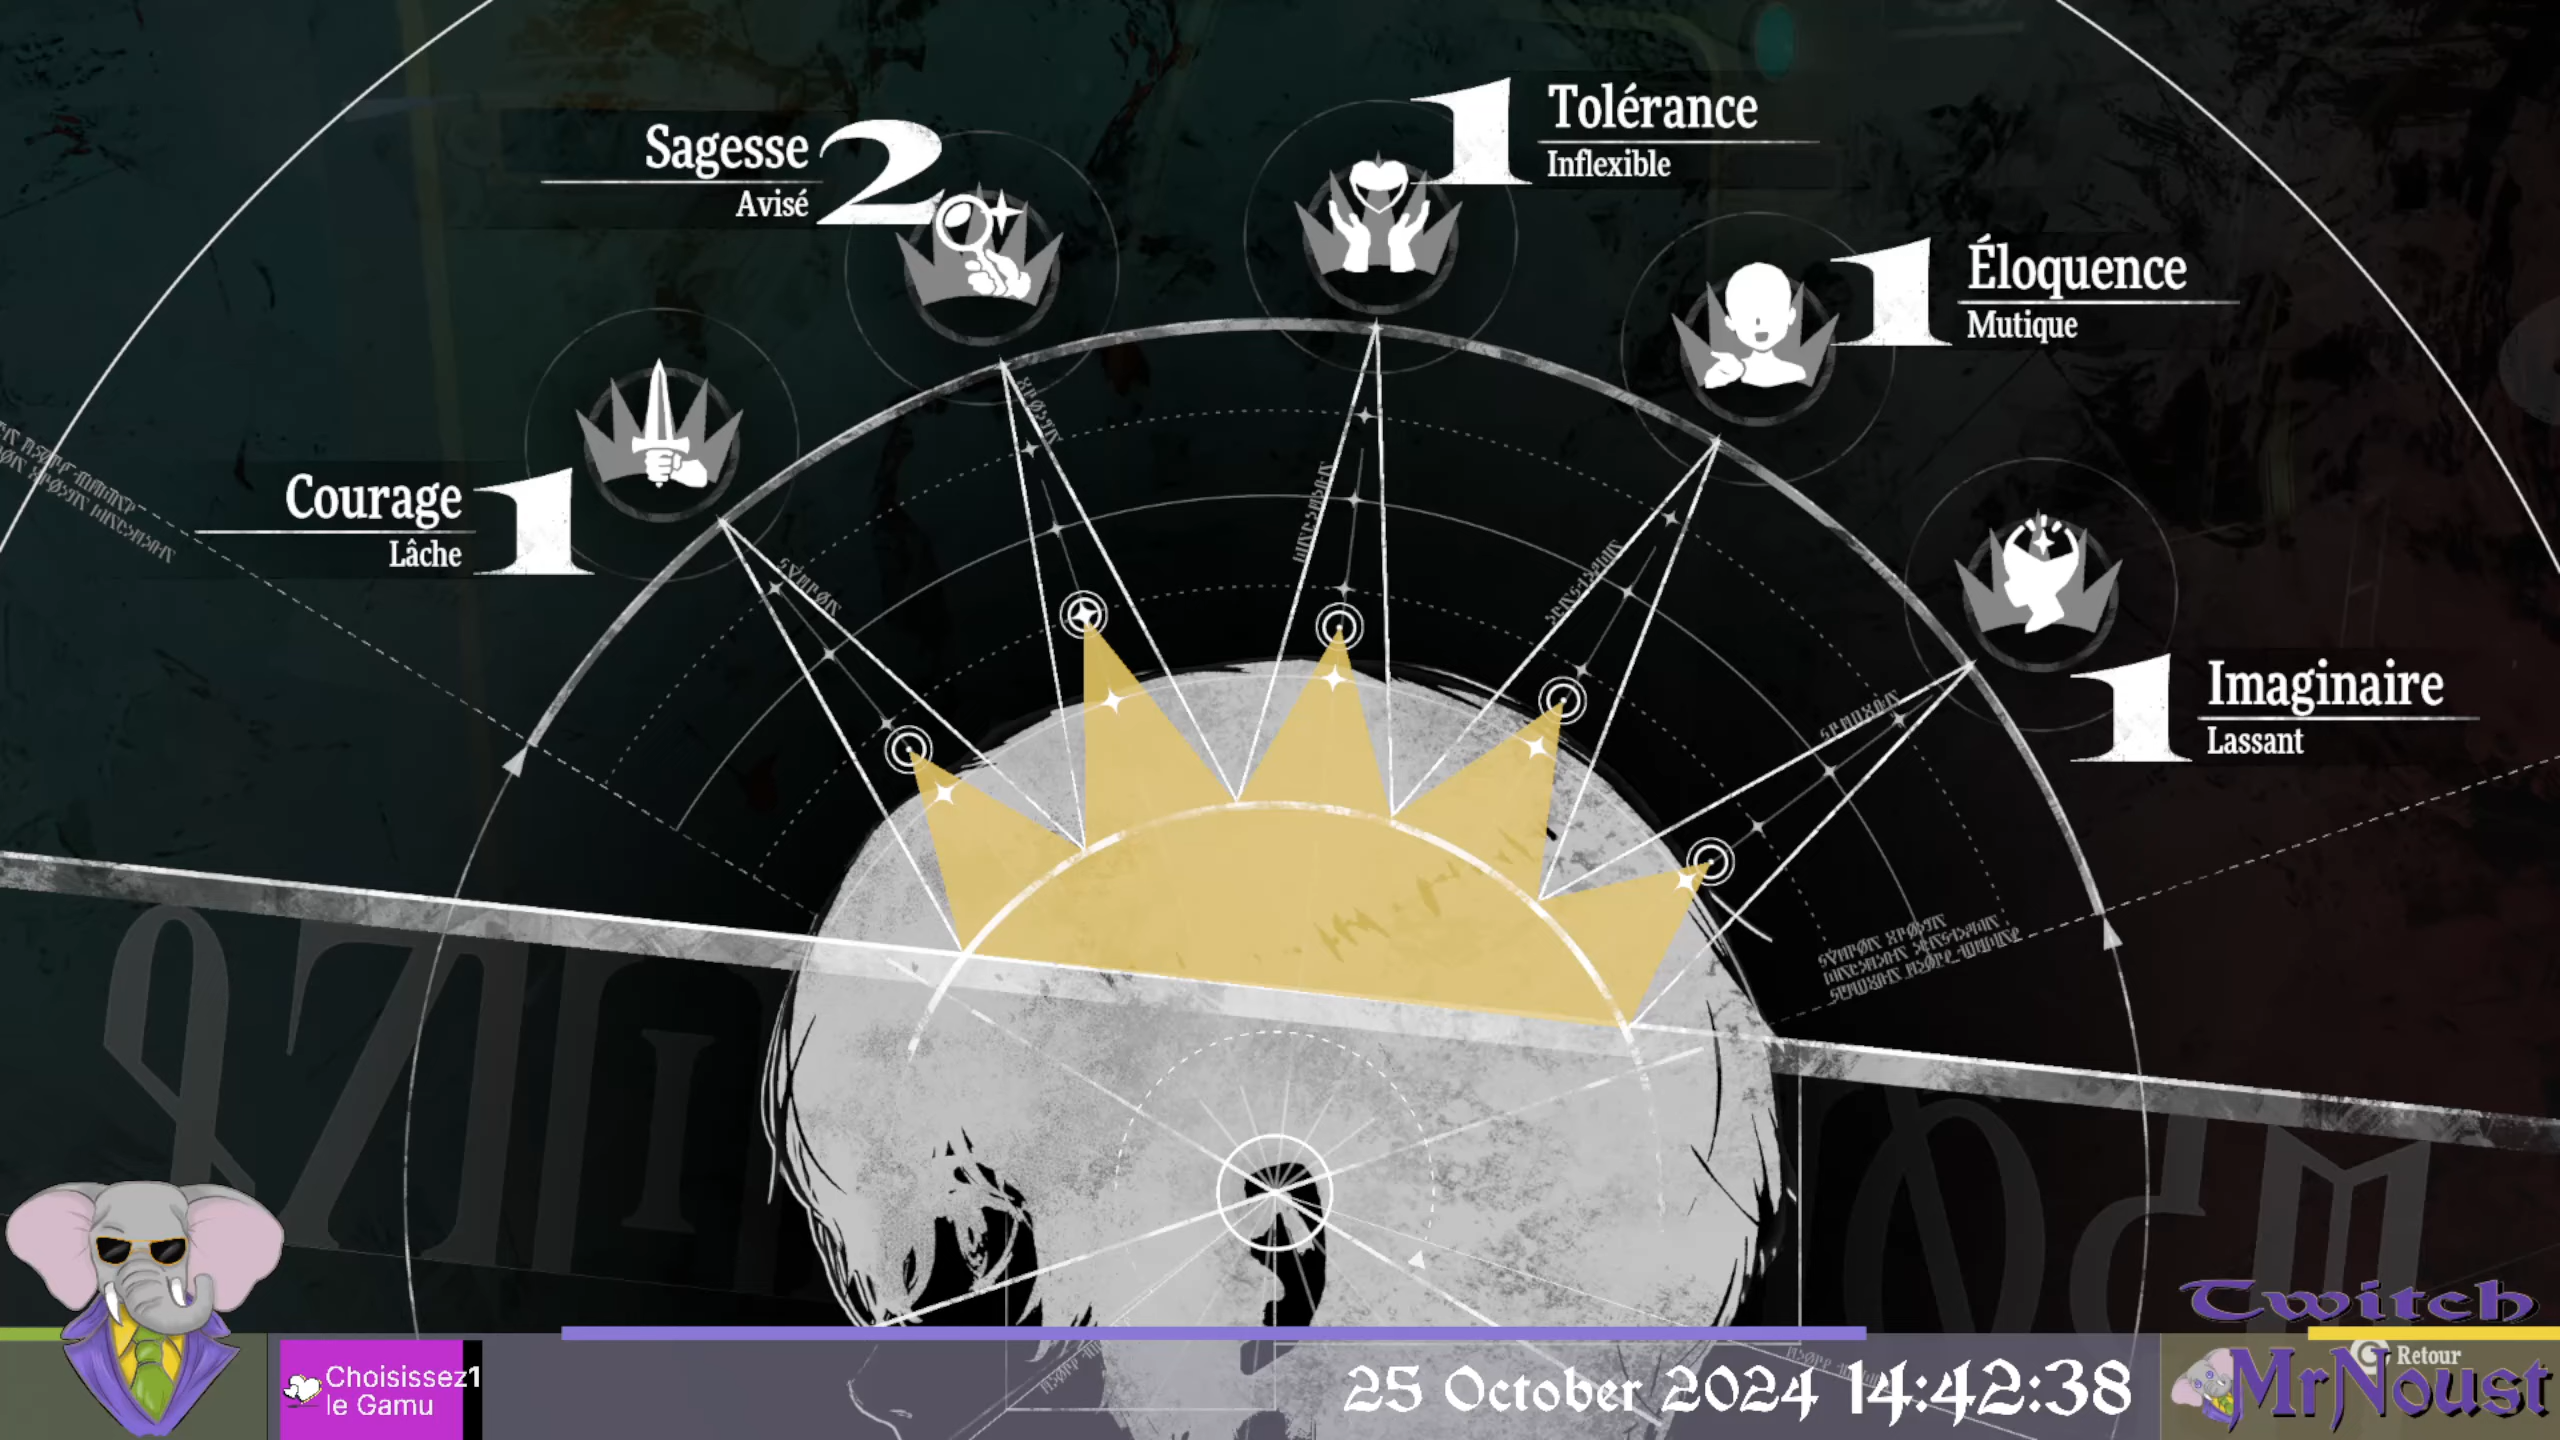 Tolérance
1
Inflexible
Sagesse
2
Avisé
Éloquence
1
Mutique
Courage
1
Lâche
Imaginaire
1
Lassant
Twitch
Retour
MrNoust
Choisissez1
le Gamu
25 October 2024 14:42:38